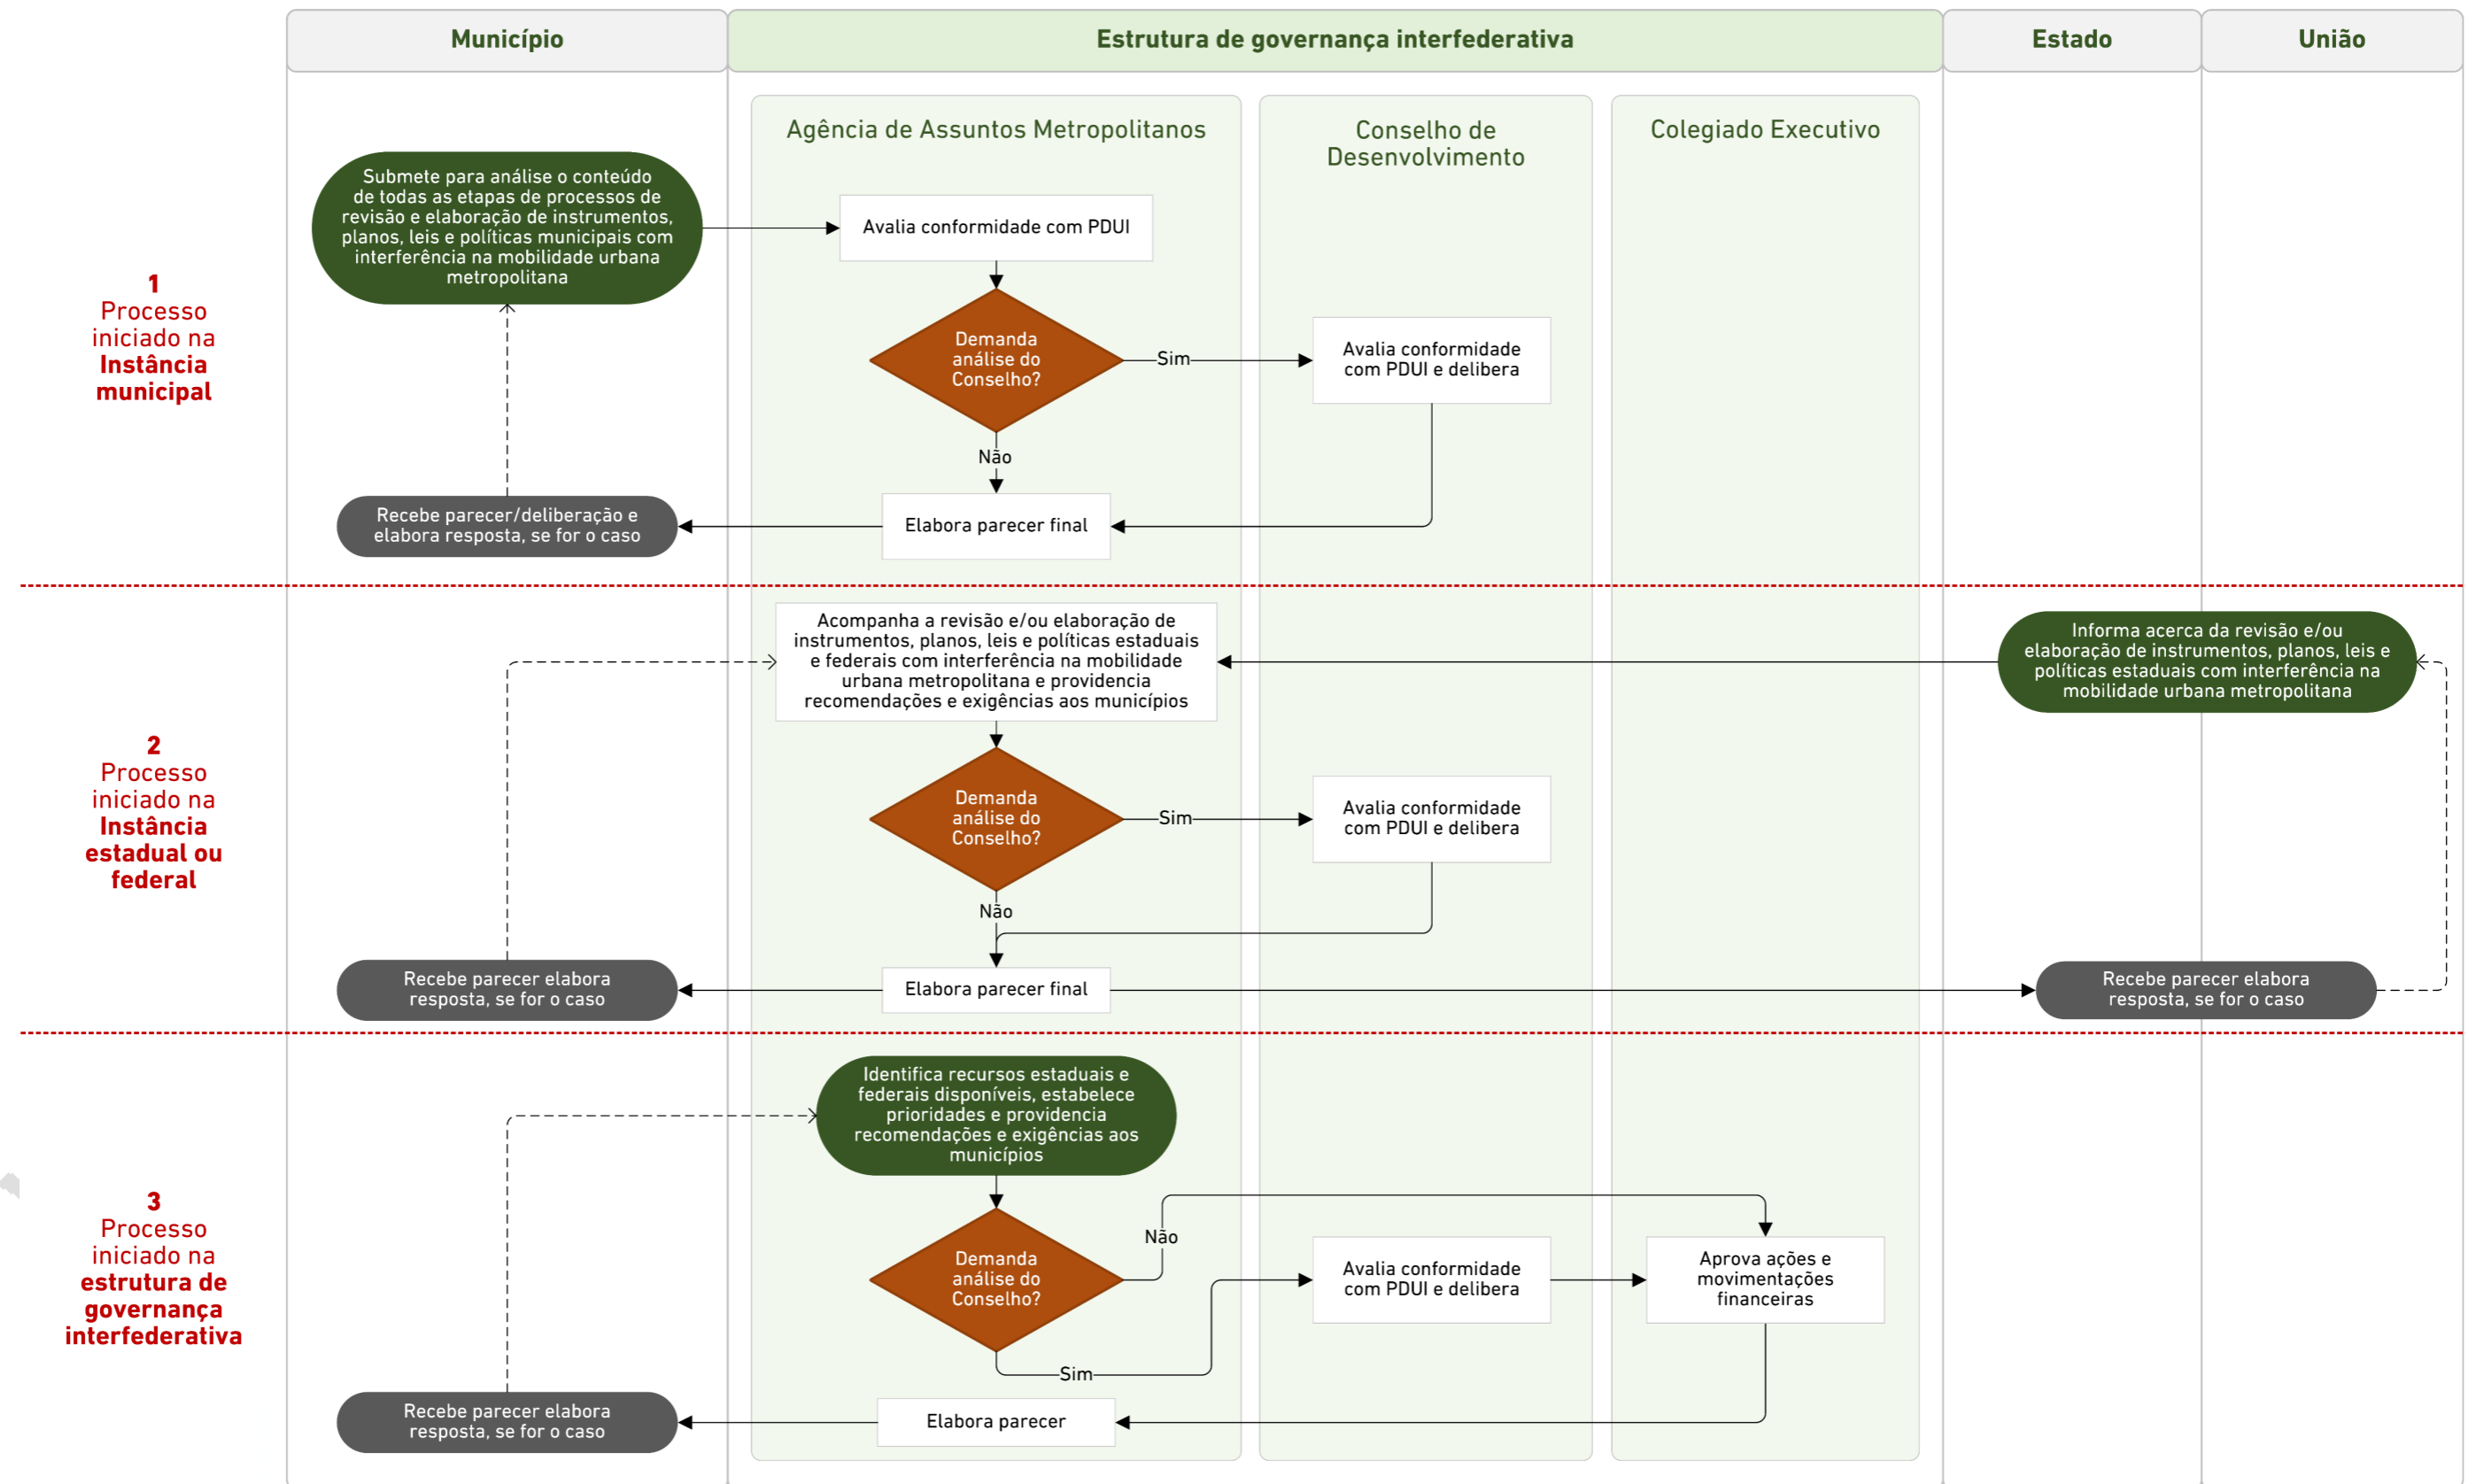 Município
Estrutura de governança interfederativa
Estado
União
Agência de Assuntos Metropolitanos
Conselho de
Desenvolvimento
Colegiado Executivo
1
Processo
iniciado na
Instância
municipal
Submete para análise o conteúdo
de todas as etapas de processos de
revisão e elaboração de instrumentos,
planos, leis e políticas municipais com
interferência na mobilidade urbana
metropolitana
Avalia conformidade com PDUI
Demanda
análise do
Conselho?
Sim
Avalia conformidade
com PDUI e delibera
Não
Elabora parecer final
Recebe parecer/deliberação e
elabora resposta, se for o caso
2
Processo
iniciado na
Instância
estadual ou
federal
Acompanha a revisão e/ou elaboração de
instrumentos, planos, leis e políticas estaduais
e federais com interferência na mobilidade
urbana metropolitana e providencia
recomendações e exigências aos municípios
Informa acerca da revisão e/ou
elaboração de instrumentos, planos, leis e
políticas estaduais com interferência na
mobilidade urbana metropolitana
Demanda
análise do
Conselho?
Sim
Avalia conformidade
com PDUI e delibera
Não
Recebe parecer elabora
resposta, se for o caso
Elabora parecer final
Recebe parecer elabora
resposta, se for o caso
3
Processo
iniciado na
estrutura de
governança
interfederativa
Identifica recursos estaduais e
federais disponíveis, estabelece
prioridades e providencia
recomendações e exigências aos
municípios
Demanda
análise do
Conselho?
Não
Sim
Avalia conformidade
com PDUI e delibera
Aprova ações e
movimentações
financeiras
Elabora parecer
Recebe parecer elabora
resposta, se for o caso